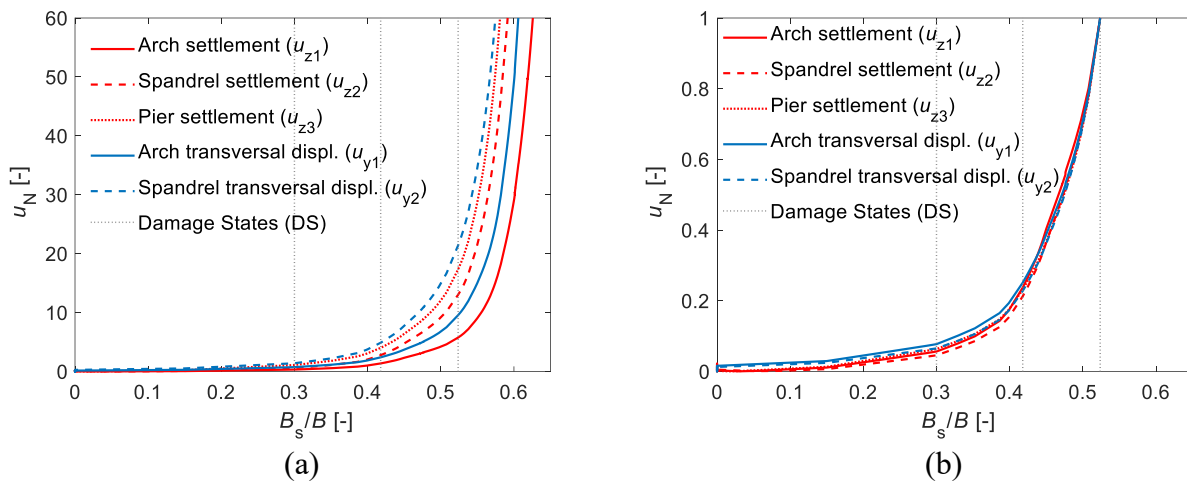 60
50
40
30
20
10
0
u_N [-]
Arch settlement (u_z1)
Spandrel settlement (u_z2)
Pier settlement (u_z3)
Arch transversal displ. (u_y1)
Spandrel transversal displ. (u_y2)
Damage States (DS)
0 0.1 0.2 0.3 0.4 0.5 0.6
B_s/B [-]
(a)
1
0.8
0.6
0.4
0.2
0
u_N [-]
Arch settlement (u_z1)
Spandrel settlement (u_z2)
Pier settlement (u_z3)
Arch transversal displ. (u_y1)
Spandrel transversal displ. (u_y2)
Damage States (DS)
0 0.1 0.2 0.3 0.4 0.5 0.6
B_s/B [-]
(b)